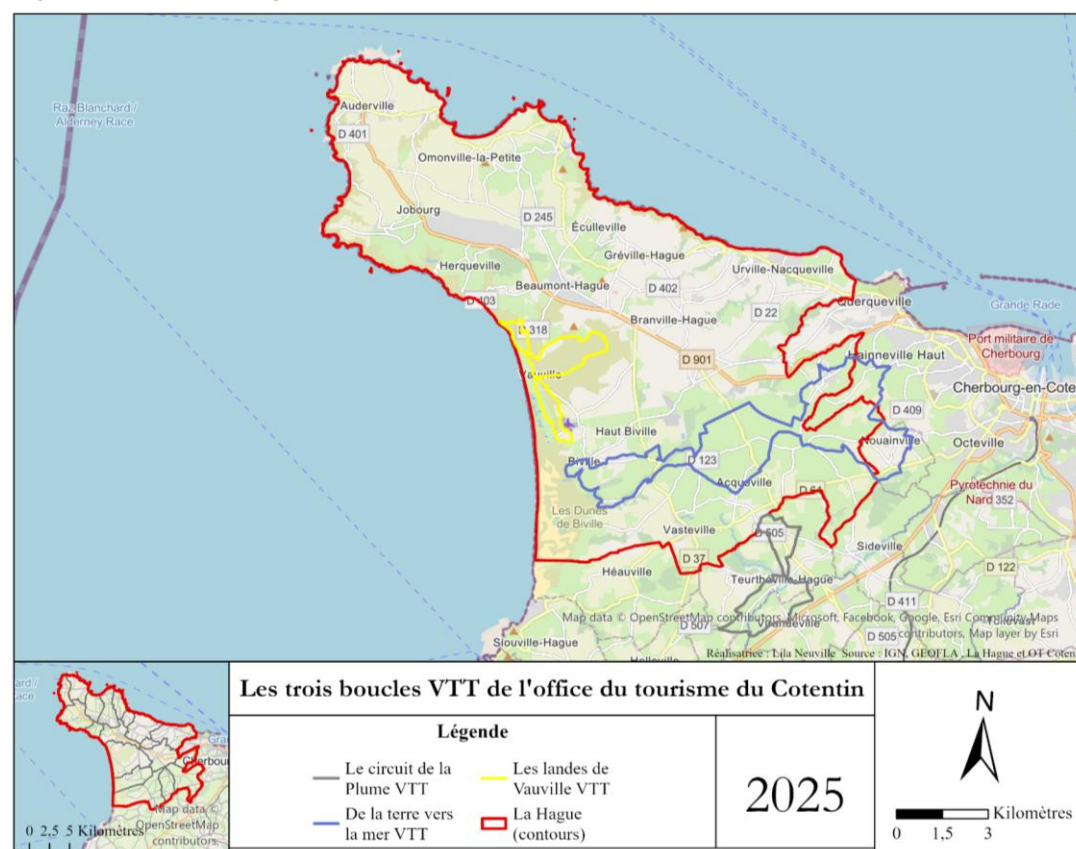 Raz Blanchard /
Alderney Race
Auderville
D 401
Omonville-la-Petite
Jobourg
D 245
Éculleville
Gréville-Hague
Herqueville
Urville-Nacqueville
Beaumont-Hague
D 402
D 403
Querqueville
Grande Rade
D 318
Branville-Hague
D 22
Port militaire de
Cherbourg
Hainneville Haut
D 901
Vauville
Cherbourg-en-Coten
D 409
Haut Biville
Nouainville
Octeville
Biville
D 123
Acqueville
D 64
Pyrotechnie du
Nard
352
Les Dunes
de Biville
Vasteville
D 505
Sideville
D 37
D 122
Héauville
Teurthéville-Hague
D 411
Tollevast
Map data © OpenStreetMap contributors, Microsoft, Facebook, Google, Esri Community Maps
contributors, Map layer by Esri
D 507
Virandeville
D 505
Siouville-Hague
Helleville
Réalisatrice : Lila Neuville Source : IGN, GEOFLA, La Hague et OT Coten
Les trois boucles VTT de l'office du tourisme du Cotentin
Légende
Le circuit de la
Plume VTT
Les landes de
Vauville VTT
De la terre vers
la mer VTT
La Hague
(contours)
2025
N
Kilomètres
0 1,5 3
Cherbou
Map data ©
OpenStreetMap
contributors,
0 2,5 5 Kilomètres